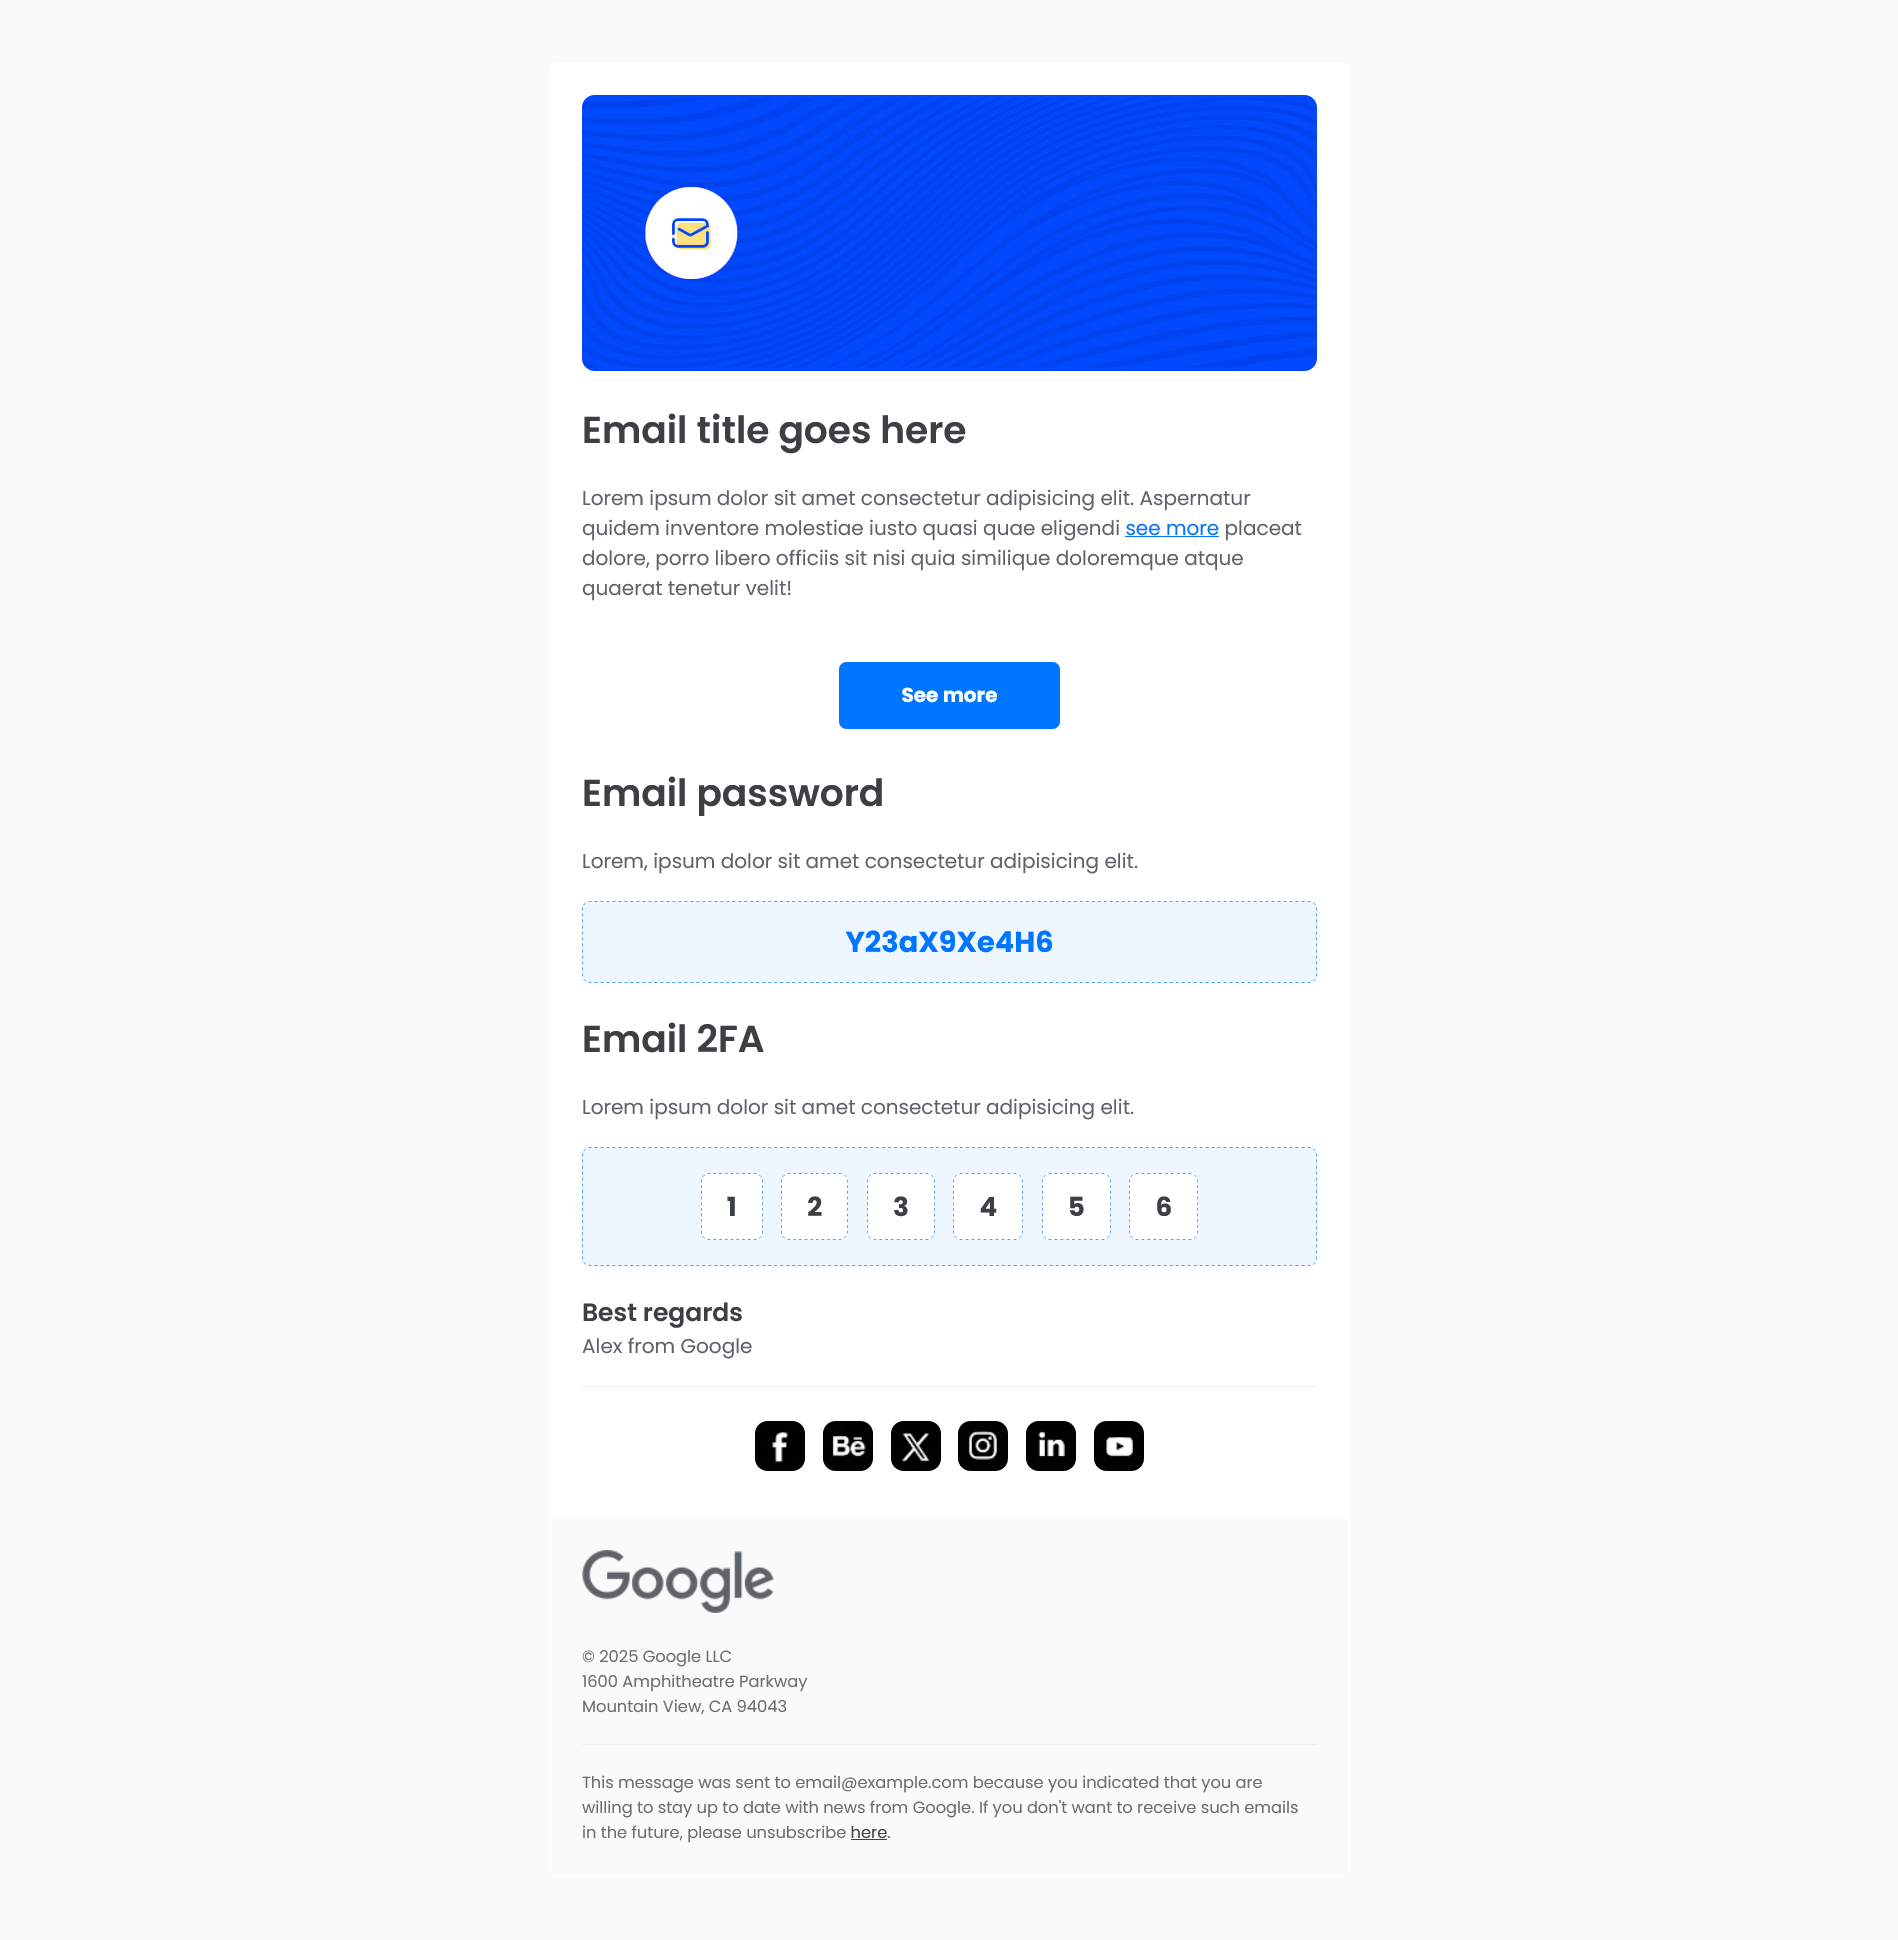 Email title goes here
Lorem ipsum dolor sit amet consectetur adipisicing elit. Aspernatur
quidem inventore molestiae iusto quasi quae eligendi see more placeat
dolore, porro libero officiis sit nisi quia similique doloremque atque
quaerat tenetur velit!
See more
Email password
Lorem, ipsum dolor sit amet consectetur adipisicing elit.
Y23aX9Xe4H6
Email 2FA
Lorem ipsum dolor sit amet consectetur adipisicing elit.
1 2 3 4 5 6
Best regards
Alex from Google
f Bē X in
Google
© 2025 Google LLC
1600 Amphitheatre Parkway
Mountain View, CA 94043
This message was sent to email@example.com because you indicated that you are
willing to stay up to date with news from Google. If you don't want to receive such emails
in the future, please unsubscribe here.